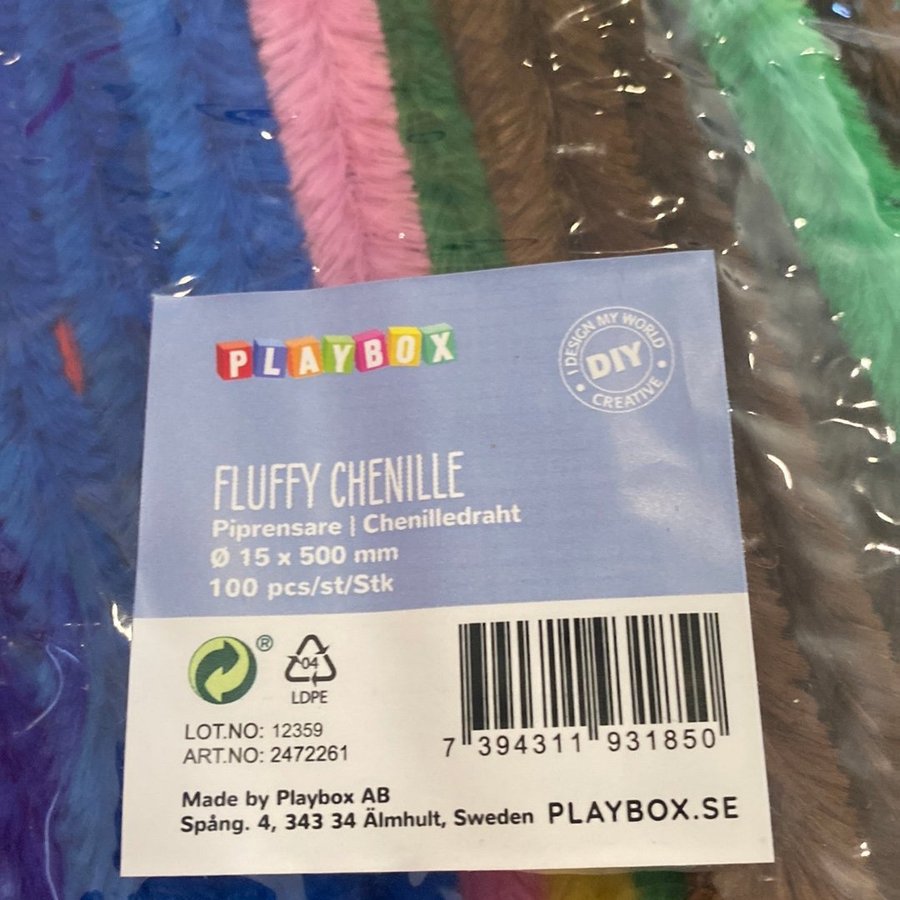 PLAYBOX
I DESIGN MY WORLD
DIY
• CREATIVE •
FLUFFY CHENILLE
Piprensare | Chenilledraht
Ø 15 x 500 mm
100 pcs/st/Stk
®
04
LDPE
LOT.NO: 12359
ART.NO: 2472261
7 394311 931850
Made by Playbox AB
Spång. 4, 343 34 Älmhult, Sweden
PLAYBOX.SE